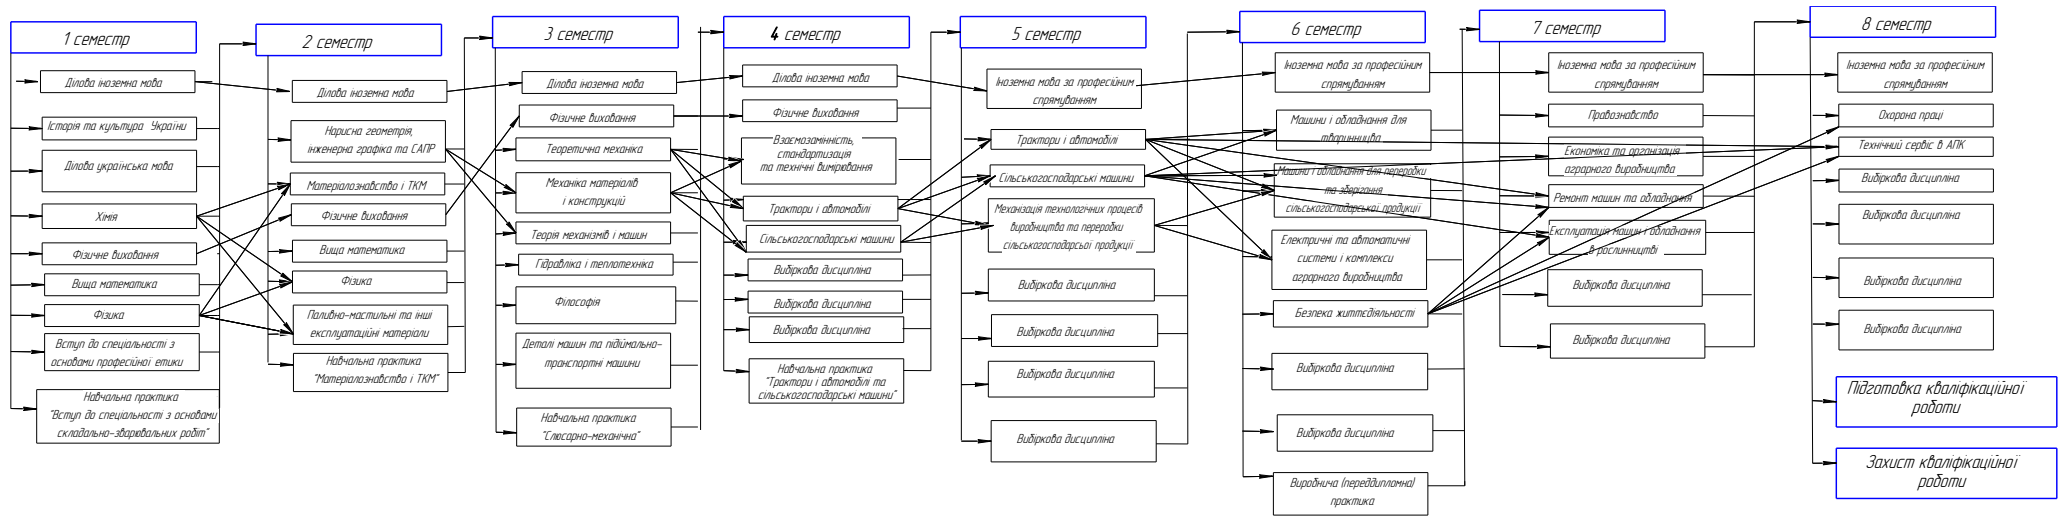 1 семестр
Ділова іноземна мова
Історія та культура України
Ділова українська мова
Хімія
Фізичне виховання
Вища математика
Фізика
Вступ до спеціальності з
основами професійної етики
Навчальна практика
"Вступ до спеціальності з основами
складально-зварювальних робіт"
2 семестр
Ділова іноземна мова
Нарисна геометрія,
інженерна графіка та САПР
Матеріалознавство і ТКМ
Фізичне виховання
Вища математика
Фізика
Паливно-мастильні та інші
експлуатаційні матеріали
Навчальна практика
"Матеріалознавство і ТКМ"
3 семестр
Ділова іноземна мова
Фізичне виховання
Теоретична механіка
Механіка матеріалів
і конструкцій
Теорія механізмів і машин
Гідравліка і теплотехніка
Філософія
Деталі машин та підіймально-
транспортні машини
Навчальна практика
"Слюсарно-механічна"
4 семестр
Ділова іноземна мова
Фізичне виховання
Взаємозамінність,
стандартизація
та технічні вимірювання
Трактори і автомобілі
Сільськогосподарські машини
Вибіркова дисципліна
Вибіркова дисципліна
Вибіркова дисципліна
Навчальна практика
"Трактори і автомобілі та
сільськогосподарські машини"
5 семестр
Іноземна мова за професійним
спрямуванням
Трактори і автомобілі
Сільськогосподарські машини
Механізація технологічних процесів
виробництва та переробки
сільськогосподарсьої продукції
Вибіркова дисципліна
Вибіркова дисципліна
Вибіркова дисципліна
Вибіркова дисципліна
6 семестр
Іноземна мова за професійним
спрямуванням
Машини і обладнання для
тваринництва
Машини і обладнання для переробки
та зберігання
сільськогосподарської продукції
Електричні та автоматичні
системи і комплекси
аграрного виробництва
Безпека життєдіяльності
Вибіркова дисципліна
Вибіркова дисципліна
Виробнича (переддипломна)
практика
7 семестр
Іноземна мова за професійним
спрямуванням
Правознавство
Економіка та організація
аграрного виробництва
Ремонт машин та обладнання
Експлуатація машин і обладнання
в рослинництві
Вибіркова дисципліна
Вибіркова дисципліна
8 семестр
Іноземна мова за професійним
спрямуванням
Охорона праці
Технічний сервіс в АПК
Вибіркова дисципліна
Вибіркова дисципліна
Вибіркова дисципліна
Вибіркова дисципліна
Підготовка кваліфікаційної
роботи
Захист кваліфікаційної
роботи